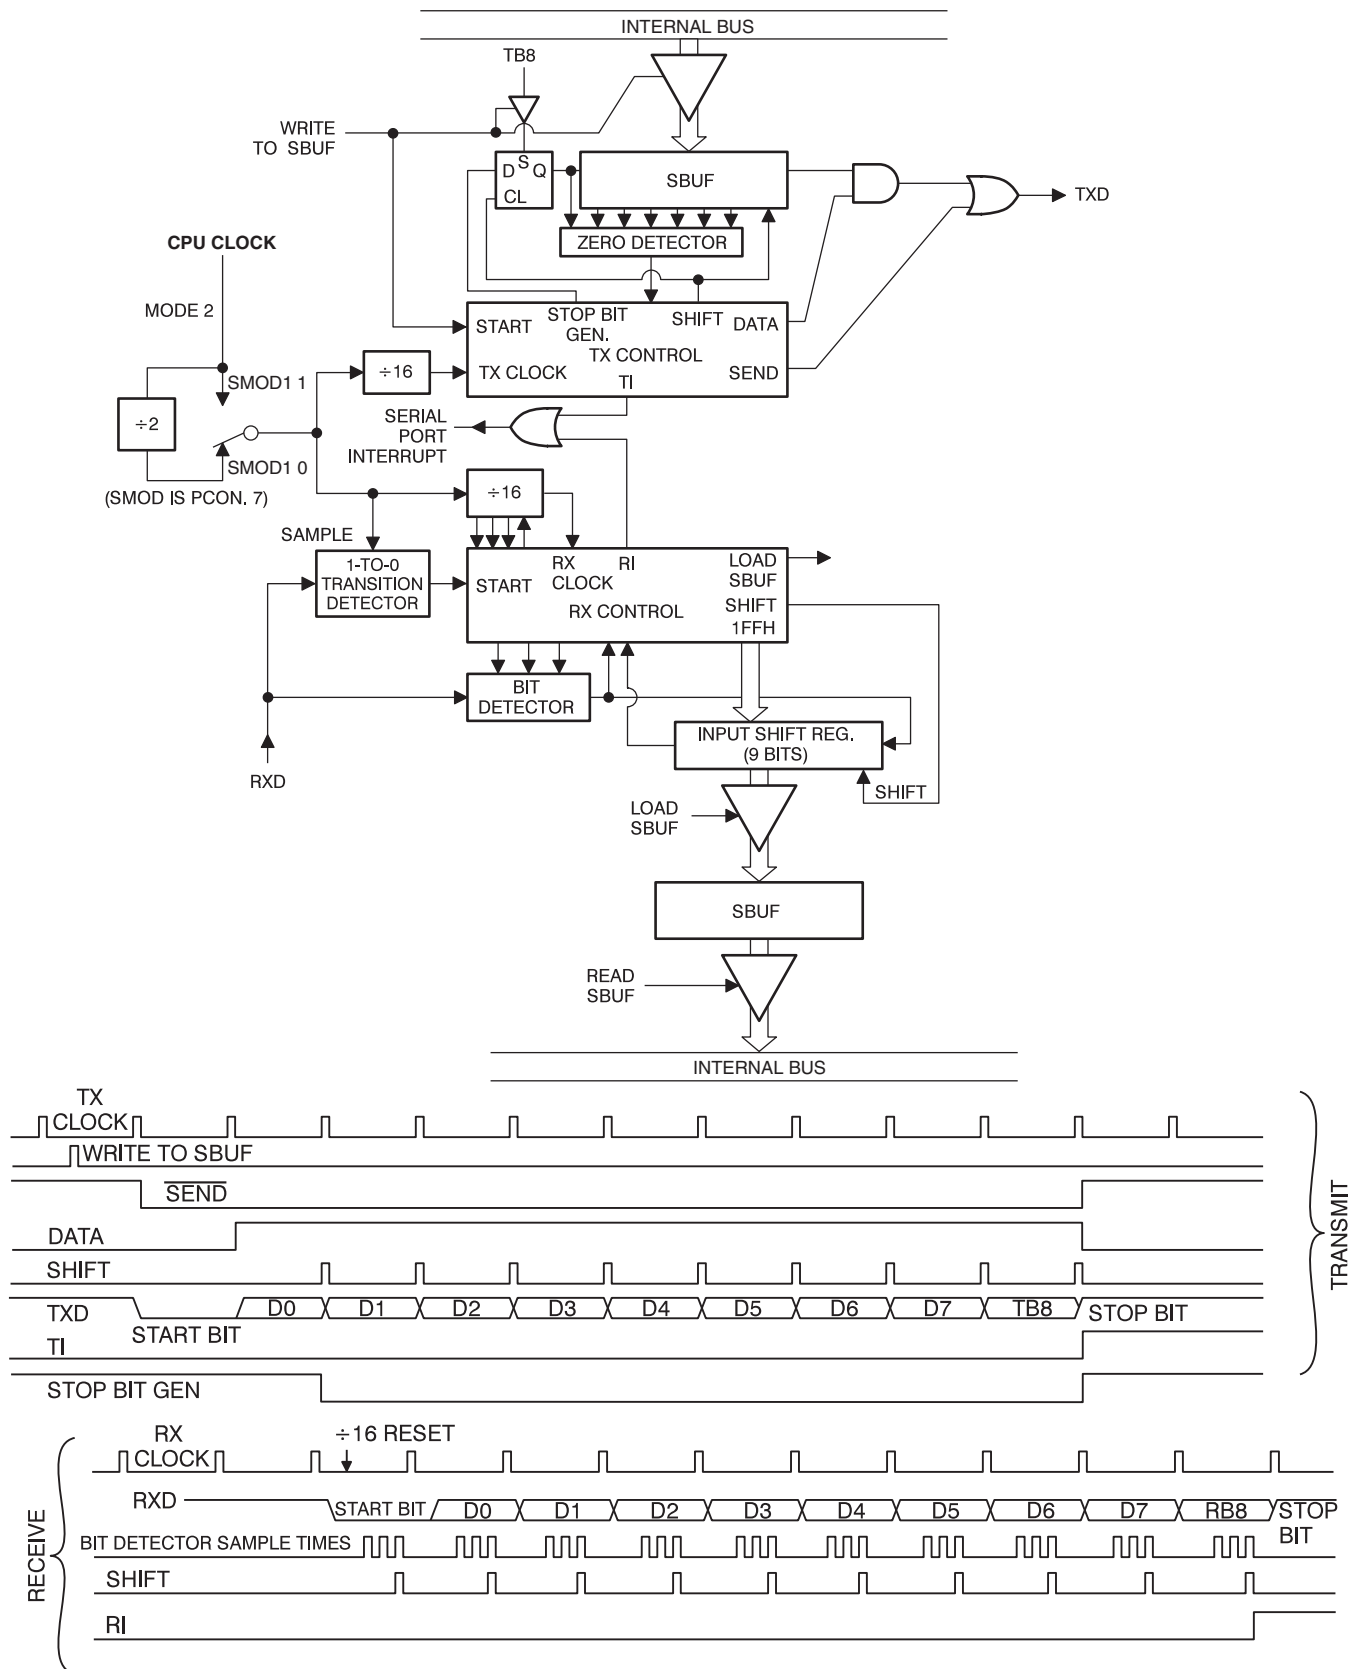 INTERNAL BUS
TB8
WRITE
TO SBUF
D S Q
CL
SBUF
TXD
ZERO DETECTOR
CPU CLOCK
MODE 2
STOP BIT
GEN.
SHIFT
DATA
START
TX CONTROL
TX CLOCK
SEND
TI
÷16
SMOD1 1
÷2
SMOD1 0
(SMOD IS PCON. 7)
SERIAL
PORT
INTERRUPT
÷16
SAMPLE
1-TO-0
TRANSITION
DETECTOR
START
RX
CLOCK
RI
LOAD
SBUF
RX CONTROL
SHIFT
1FFH
BIT
DETECTOR
RXD
INPUT SHIFT REG.
(9 BITS)
SHIFT
LOAD
SBUF
SBUF
READ
SBUF
INTERNAL BUS
TX
CLOCK
WRITE TO SBUF
SEND
DATA
SHIFT
TXD
START BIT
D0 D1 D2 D3 D4 D5 D6 D7 TB8
STOP BIT
TI
STOP BIT GEN
TRANSMIT
RX
CLOCK
÷16 RESET
RXD
START BIT
D0 D1 D2 D3 D4 D5 D6 D7 RB8
STOP
BIT
BIT DETECTOR SAMPLE TIMES
SHIFT
RI
RECEIVE